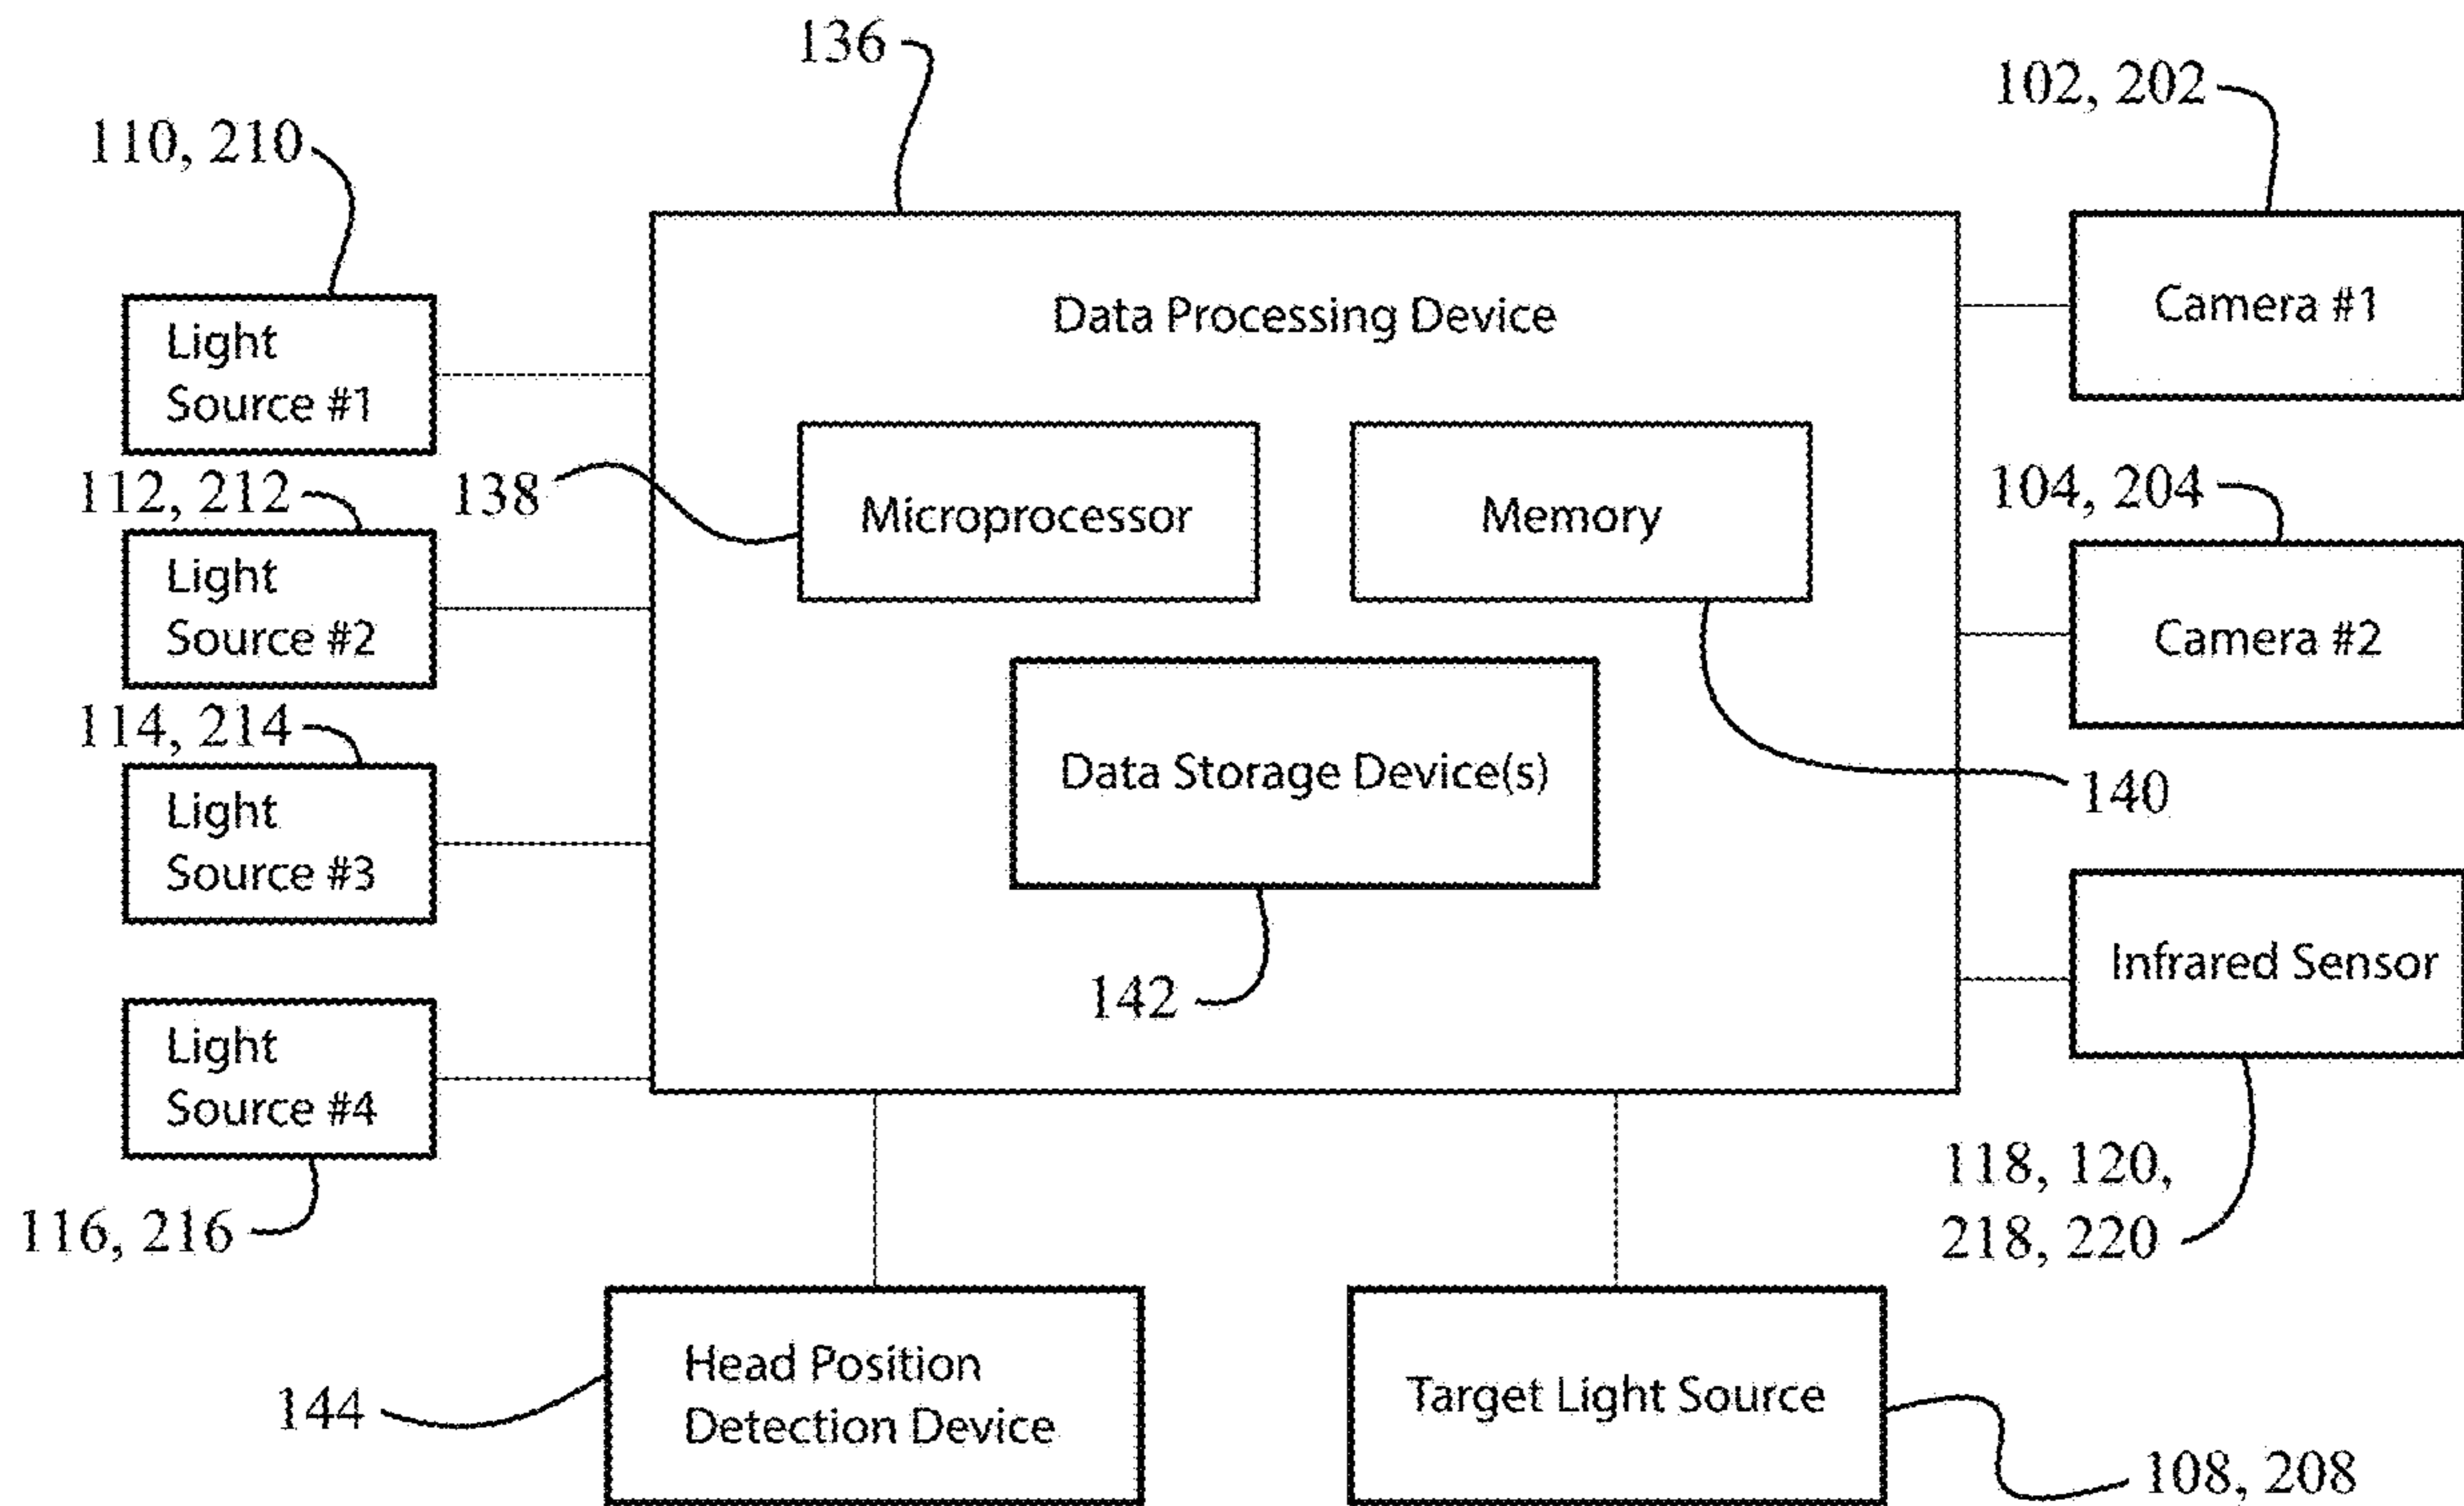 136
102, 202
110, 210
Data Processing Device
Camera #1
Light
Source #1
112, 212
138
Microprocessor
Memory
104, 204
Light
Source #2
Camera #2
114, 214
Data Storage Device(s)
140
Light
Source #3
Infrared Sensor
142
Light
Source #4
118, 120,
218, 220
116, 216
Head Position
Detection Device
144
Target Light Source
108, 208